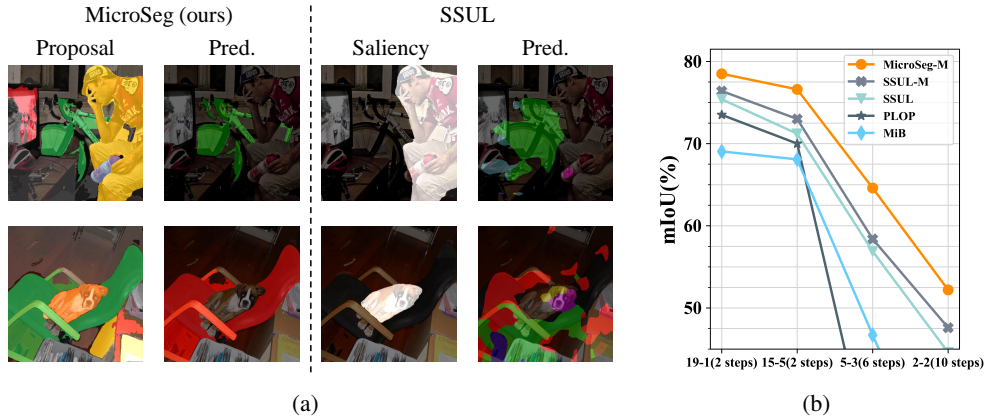 MicroSeg (ours)
SSUL
Proposal
Pred.
Saliency
Pred.
(a)
mIoU(%)
80
70
60
50
MicroSeg-M
SSUL-M
SSUL
PLOP
MiB
19-1(2 steps) 15-5(2 steps) 5-3(6 steps) 2-2(10 steps)
(b)